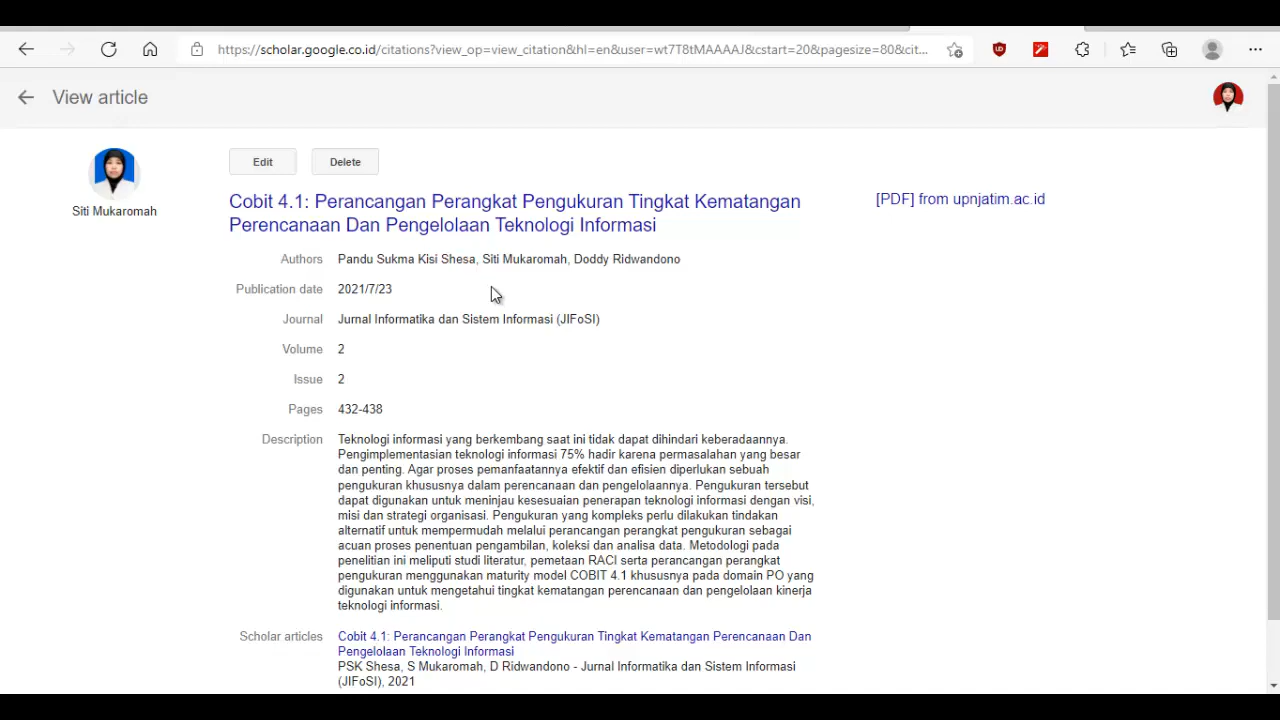 https://scholar.google.co.id/citations?view_op=view_citation&hl=en&user=wt7T8tMAAAAJ&cstart=20&pagesize=80&cit...
View article
Siti Mukaromah
Edit
Delete
Cobit 4.1: Perancangan Perangkat Pengukuran Tingkat Kematangan
Perencanaan Dan Pengelolaan Teknologi Informasi
[PDF] from upnjatim.ac.id
Authors Pandu Sukma Kisi Shesa, Siti Mukaromah, Doddy Ridwandono
Publication date 2021/7/23
Journal Jurnal Informatika dan Sistem Informasi (JIFoSI)
Volume 2
Issue 2
Pages 432-438
Description Teknologi informasi yang berkembang saat ini tidak dapat dihindari keberadaannya.
Pengimplementasian teknologi informasi 75% hadir karena permasalahan yang besar
dan penting. Agar proses pemanfaatannya efektif dan efisien diperlukan sebuah
pengukuran khususnya dalam perencanaan dan pengelolaannya. Pengukuran tersebut
dapat digunakan untuk meninjau kesesuaian penerapan teknologi informasi dengan visi,
misi dan strategi organisasi. Pengukuran yang kompleks perlu dilakukan tindakan
alternatif untuk mempermudah melalui perancangan perangkat pengukuran sebagai
acuan proses penentuan pengambilan, koleksi dan analisa data. Metodologi pada
penelitian ini meliputi studi literatur, pemetaan RACI serta perancangan perangkat
pengukuran menggunakan maturity model COBIT 4.1 khususnya pada domain PO yang
digunakan untuk mengetahui tingkat kematangan perencanaan dan pengelolaan kinerja
teknologi informasi.
Scholar articles Cobit 4.1: Perancangan Perangkat Pengukuran Tingkat Kematangan Perencanaan Dan
Pengelolaan Teknologi Informasi
PSK Shesa, S Mukaromah, D Ridwandono - Jurnal Informatika dan Sistem Informasi
(JIFoSI), 2021